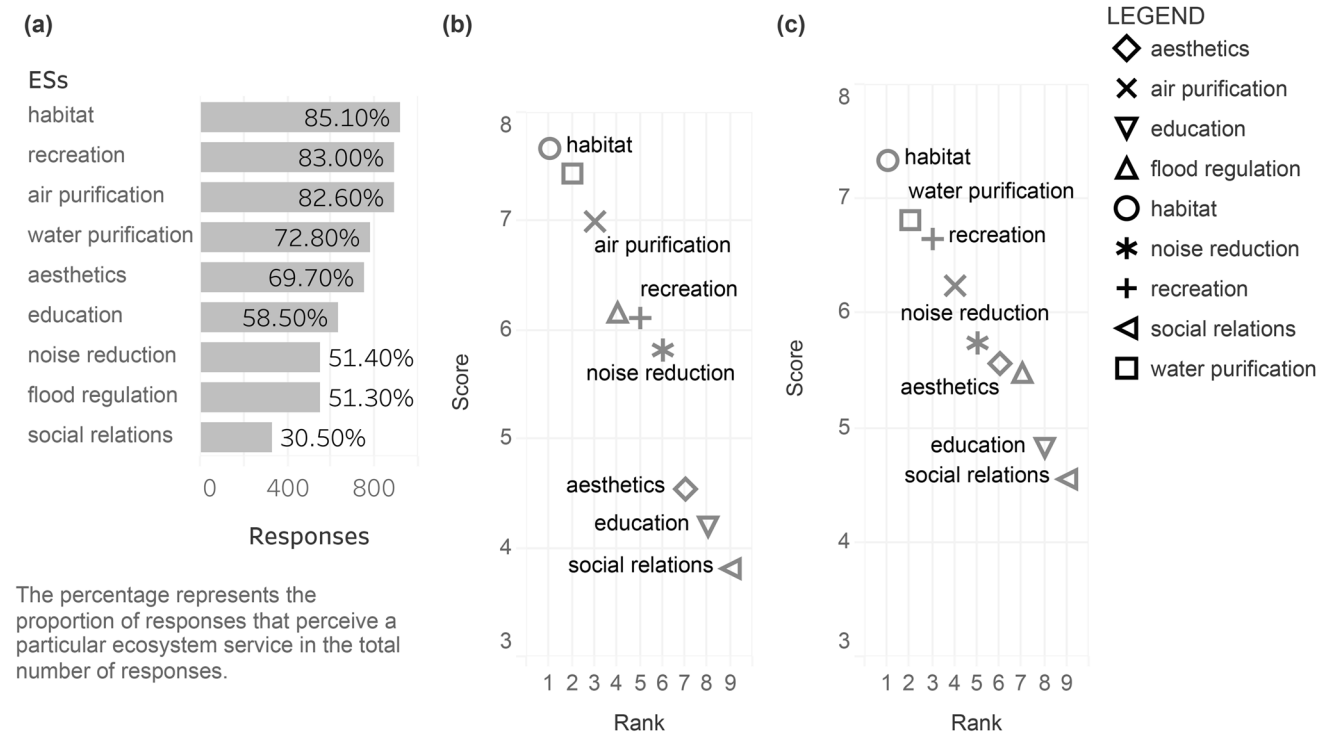 (a)
ESs
habitat 85.10%
recreation 83.00%
air purification 82.60%
water purification 72.80%
aesthetics 69.70%
education 58.50%
noise reduction 51.40%
flood regulation 51.30%
social relations 30.50%
0 400 800
Responses
The percentage represents the
proportion of responses that perceive a
particular ecosystem service in the total
number of responses.
(b)
8
habitat
7
air purification
recreation
6
noise reduction
Score
5
aesthetics
education
4
social relations
3
1 2 3 4 5 6 7 8 9
Rank
(c)
8
habitat
water purification
7
recreation
6
noise reduction
Score
aesthetics
5
education
social relations
4
3
1 2 3 4 5 6 7 8 9
Rank
LEGEND
aesthetics
air purification
education
flood regulation
habitat
noise reduction
recreation
social relations
water purification